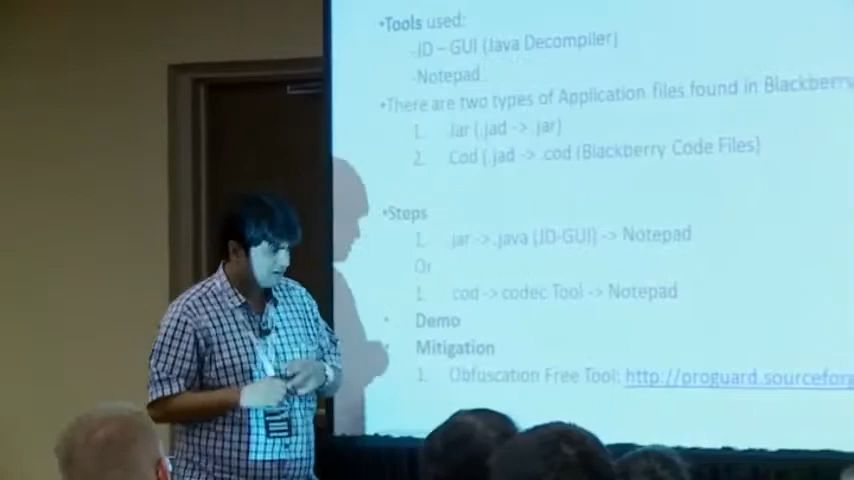 •Tools used:
-JD – GUI (Java Decompiler)
-Notepad
•There are two types of Application files found in Blackberry
1. Jar (.jad -> .jar)
2. Cod (.jad -> .cod (Blackberry Code Files)
•Steps
1. jar ->.java (JD-GUI) -> Notepad
Or
1. cod -> codec Tool -> Notepad
• Demo
• Mitigation
1. Obfuscation Free Tool: http://proguard.sourceforg